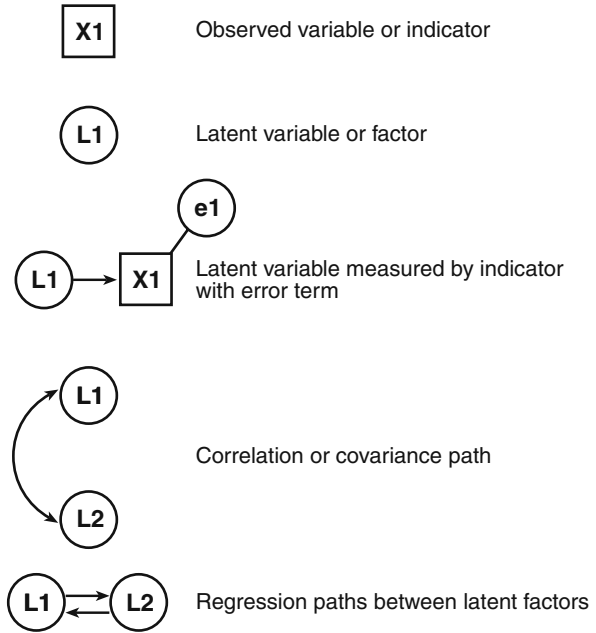 X1 Observed variable or indicator
L1 Latent variable or factor
e1
L1 X1 Latent variable measured by indicator
with error term
L1
Correlation or covariance path
L2
L1 L2 Regression paths between latent factors